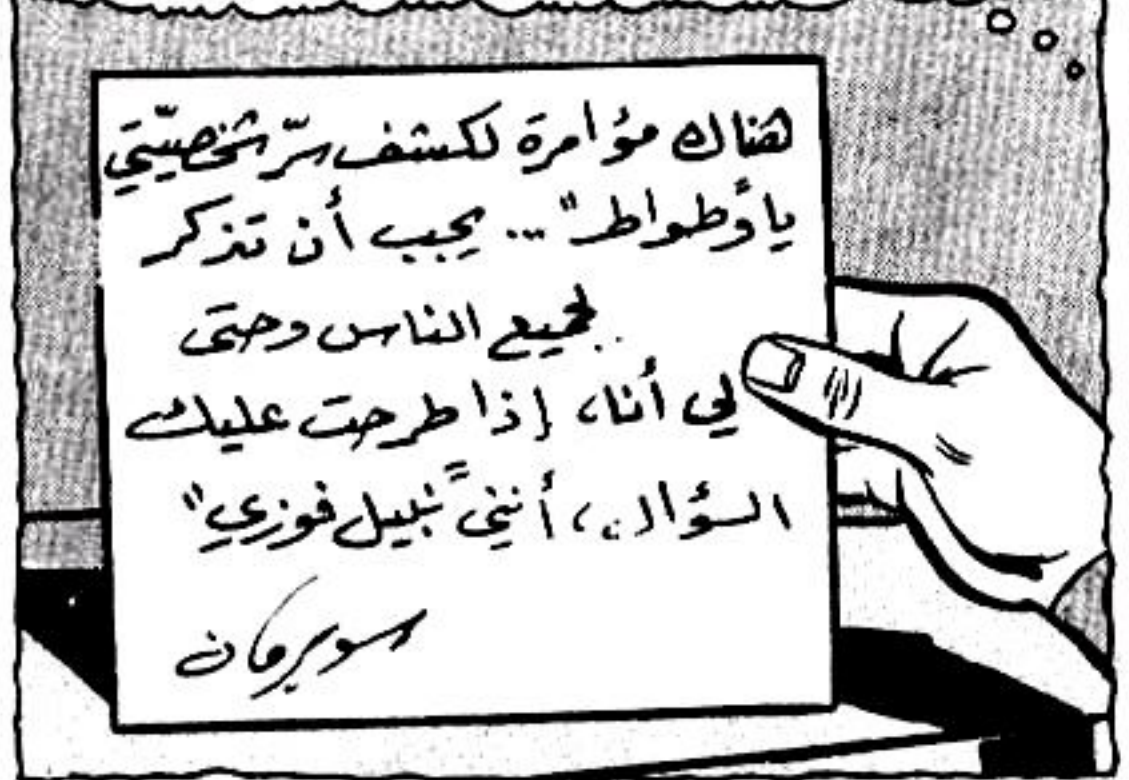 هناك مؤامرة لكشف سرّ شخصيّتي
يا "وطواط" ... يجب أن تذكر
لجميع الناس وحتى
لي أنا، إذا طرحت عليك
السؤال، أنني "نبيل فوزي"
سوبرمان